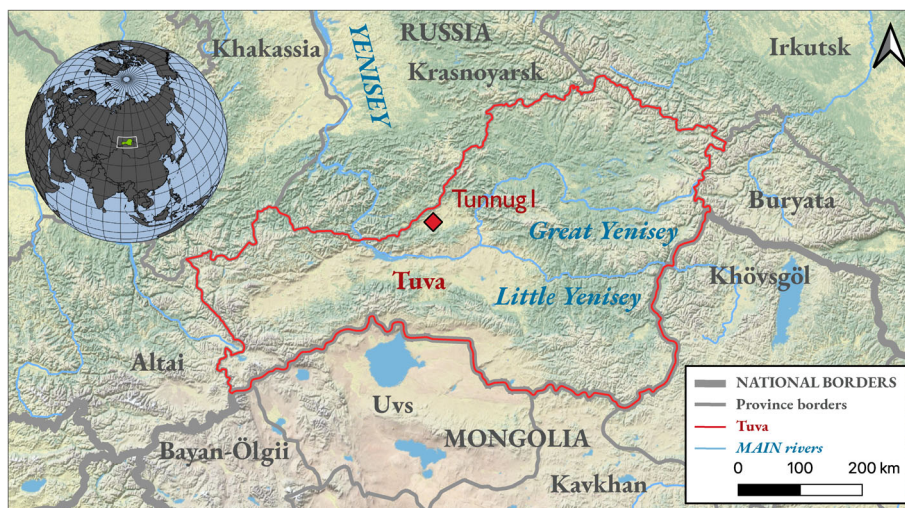 Khakassia
YENISEY
RUSSIA
Krasnoyarsk
Irkutsk
Tunnug1
Great Yenisey
Buryata
Tuva
Little Yenisey
Khövsgöl
Altai
Uvs
MONGOLIA
Bayan-Ölgii
Kavkhan
NATIONAL BORDERS
Province borders
Tuva
MAIN rivers
0 100 200 km